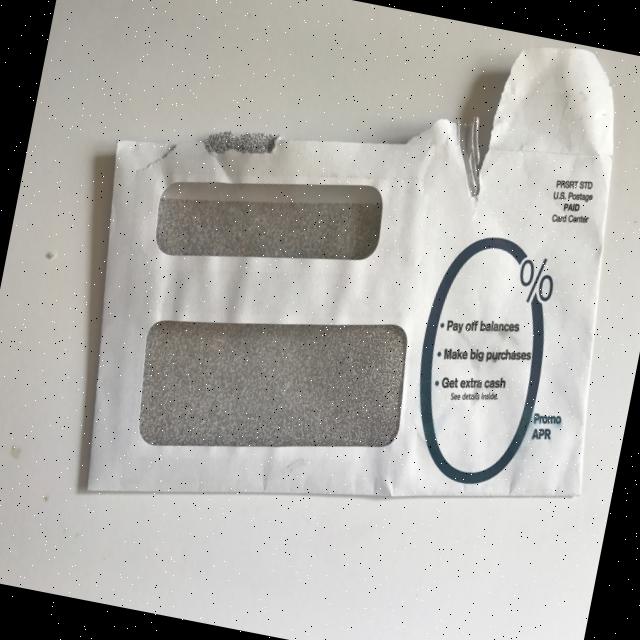 PRSRT STD
U.S. Postage
PAID
Card Center
0%
• Pay off balances
• Make big purchases
• Get extra cash
See details inside.
Promo
APR